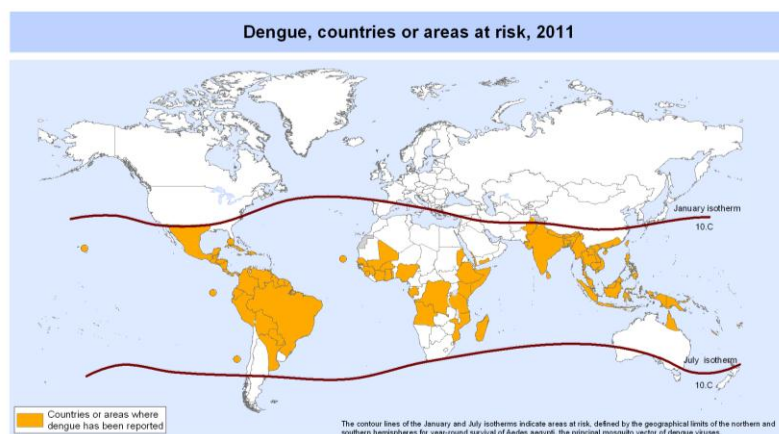 Dengue, countries or areas at risk, 2011
January isotherm
10.C
July isotherm
10.C
Countries or areas where
dengue has been reported
The contour lines of the January and July isotherms indicate areas at risk, defined by the geographical limits of the northern and
southern hemispheres for year-round survival of Aedes aegypti, the principal mosquito vector of dengue viruses.